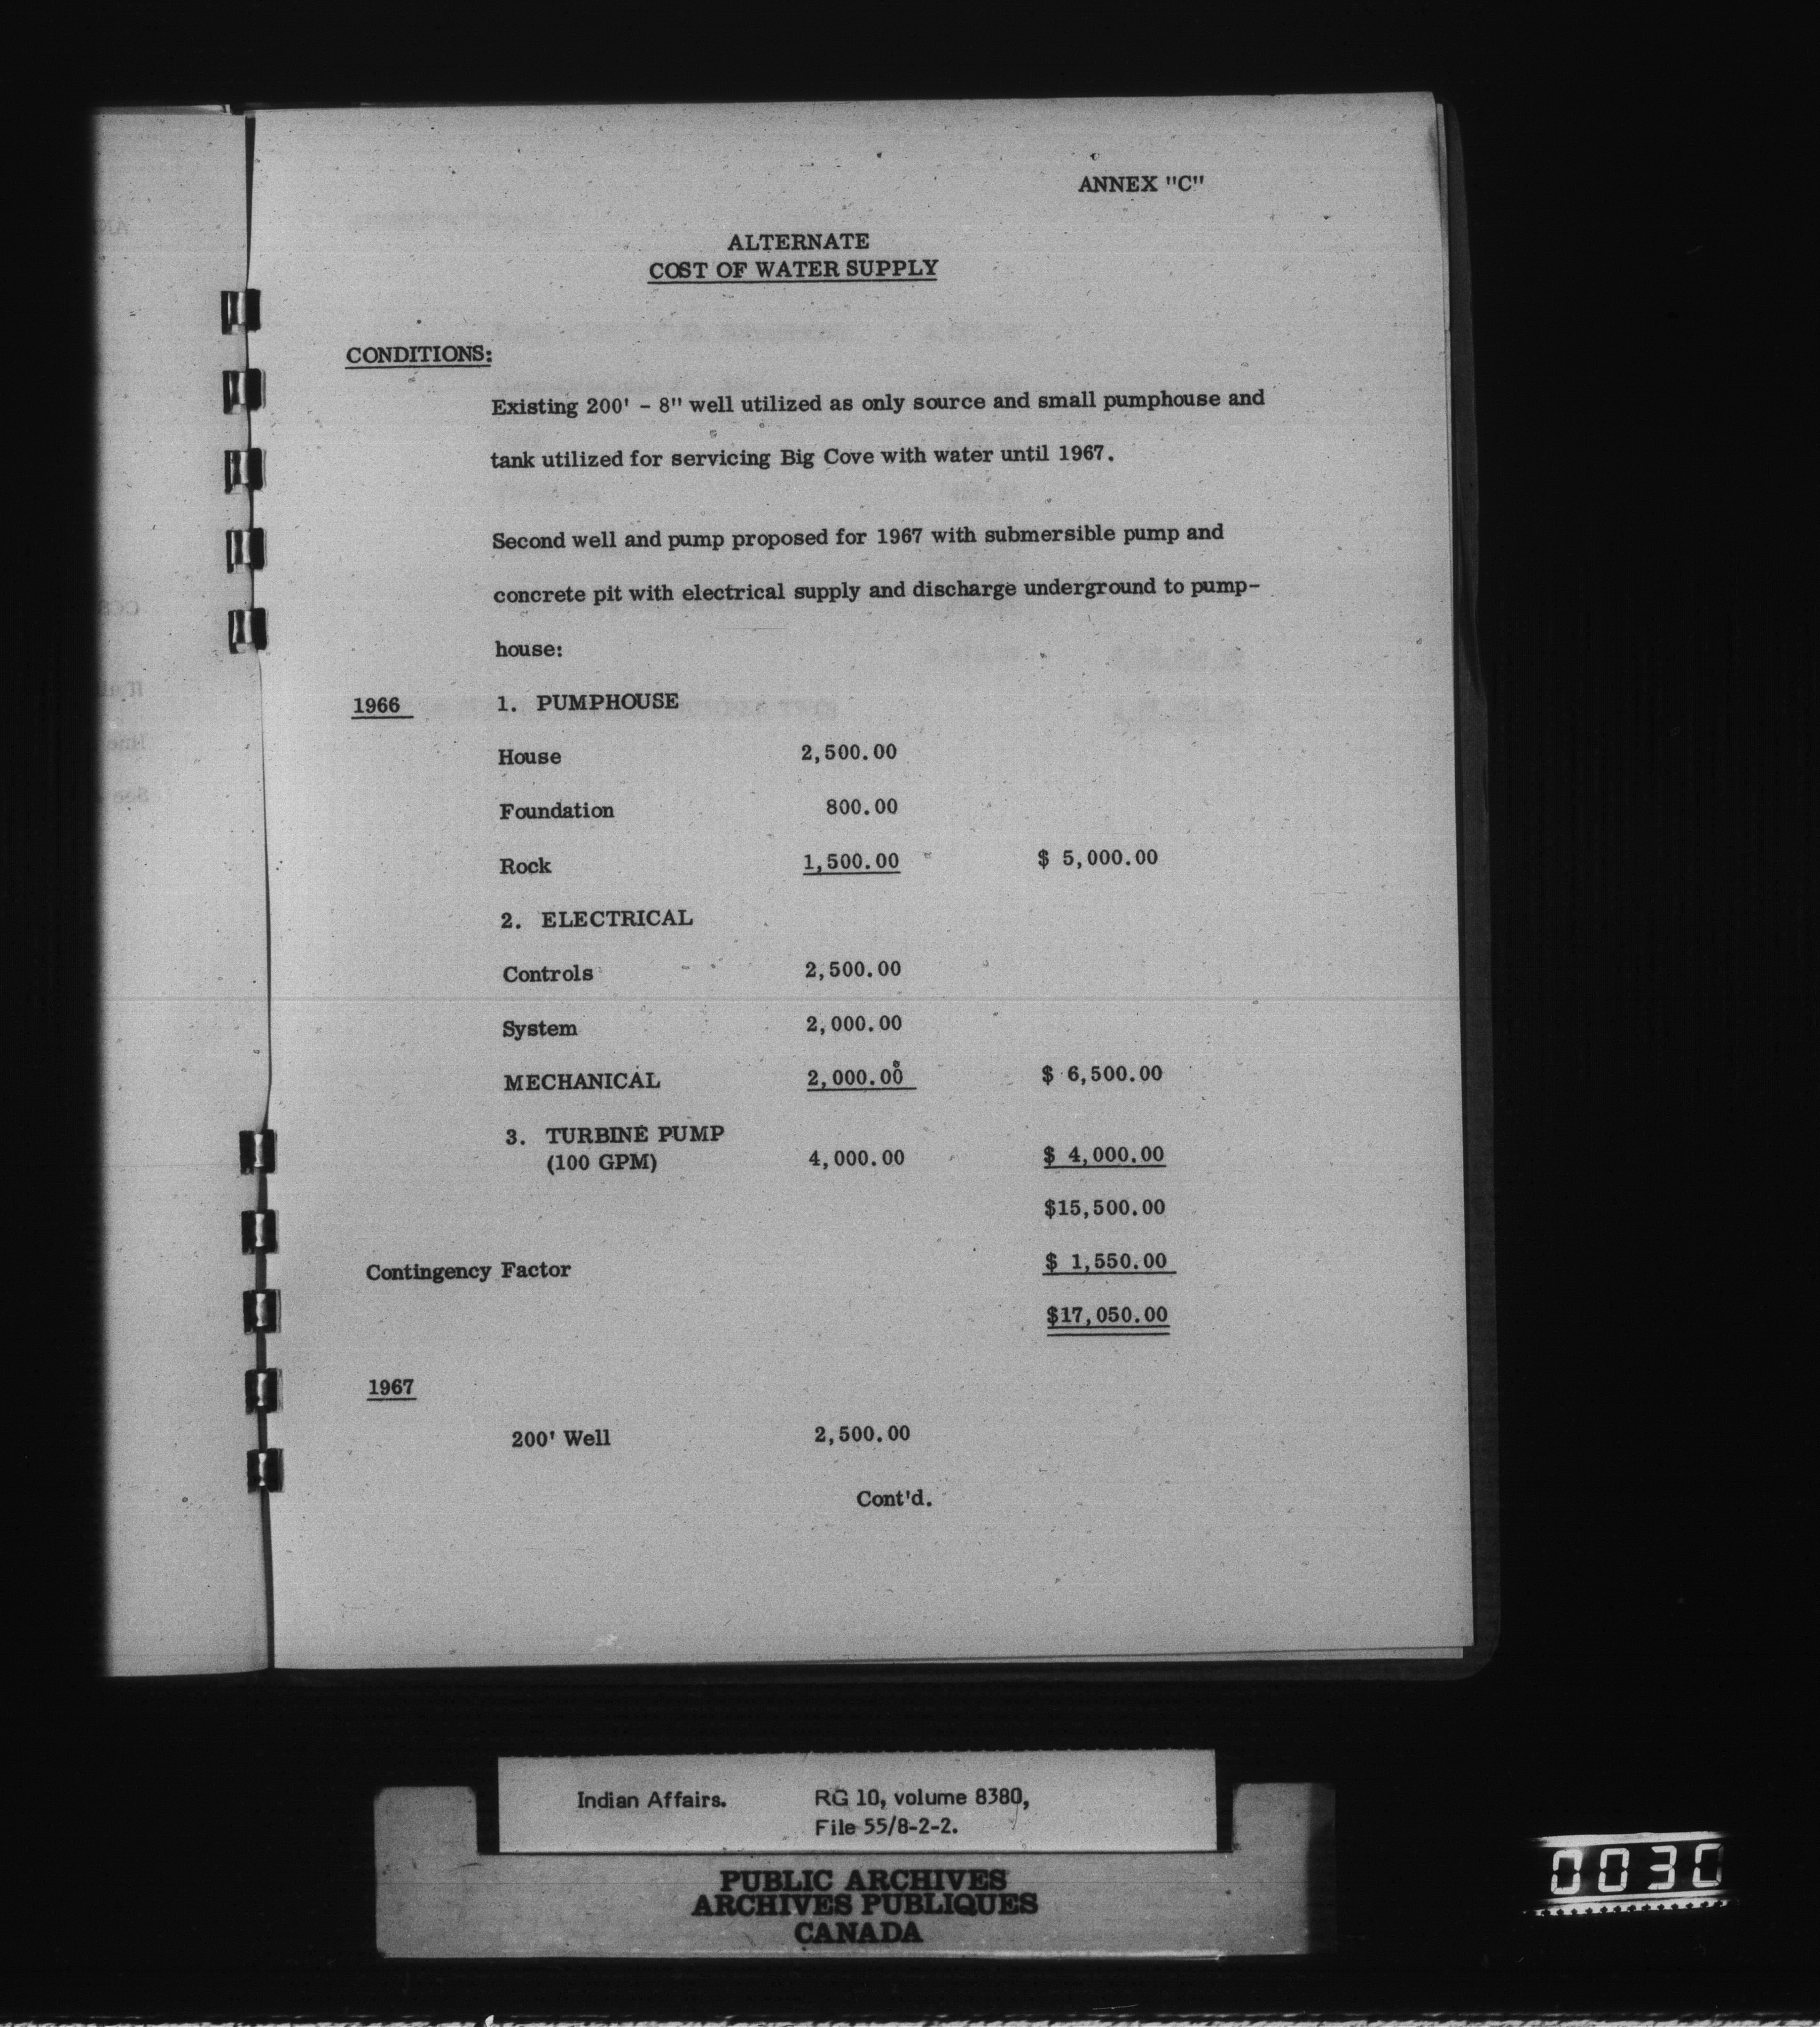 ANNEX "C"
ALTERNATE
COST OF WATER SUPPLY
CONDITIONS:
Existing 200' - 8" well utilized as only source and small pumphouse and
tank utilized for servicing Big Cove with water until 1967.
Second well and pump proposed for 1967 with submersible pump and
concrete pit with electrical supply and discharge underground to pump-
house:
1966 1. PUMPHOUSE
House 2,500.00
Foundation 800.00
Rock 1,500.00 $ 5,000.00
2. ELECTRICAL
Controls 2,500.00
System 2,000.00
MECHANICAL 2,000.00 $ 6,500.00
3. TURBINE PUMP
(100 GPM) 4,000.00 $ 4,000.00
$15,500.00
Contingency Factor $ 1,550.00
$17,050.00
1967
200' Well 2,500.00
Cont'd.
Indian Affairs. RG 10, volume 8380,
File 55/8-2-2.
PUBLIC ARCHIVES
ARCHIVES PUBLIQUES
CANADA
0030